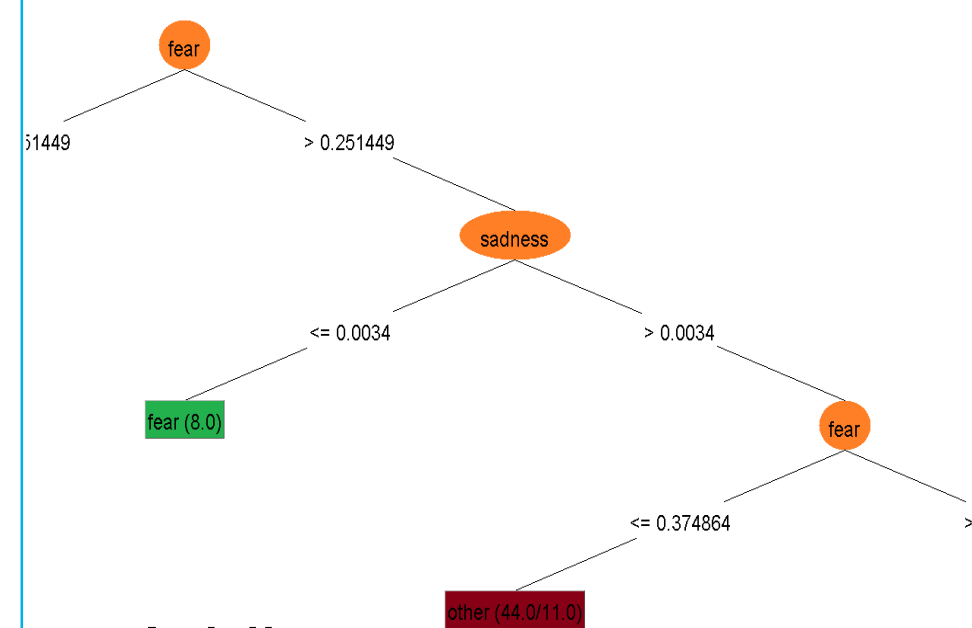 fear
51449
> 0.251449
sadness
<= 0.0034
> 0.0034
fear (8.0)
fear
<= 0.374864
>
other (44.0/11.0)